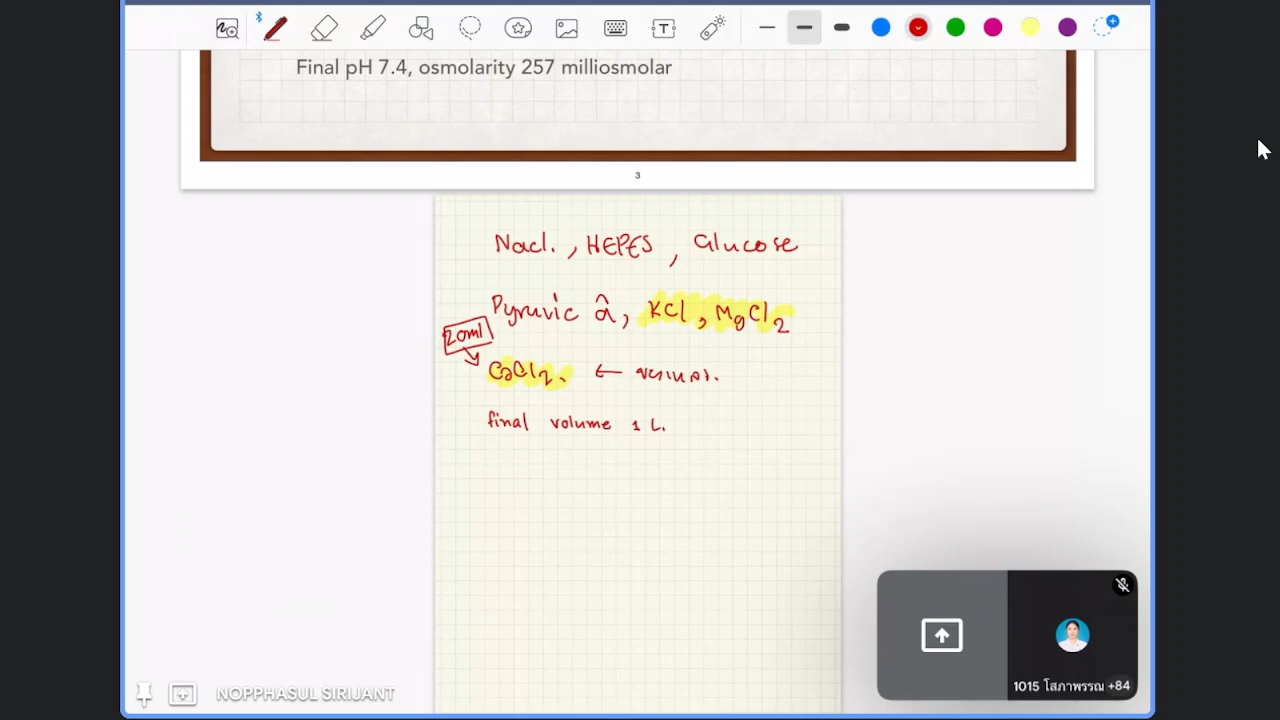 Final pH 7.4, osmolarity 257 milliosmolar
3
Nacl. , HEPES , Glucose
Pyruvic â, KCl, MgCl2
20ml
CaCl2. ←
final volume 1 L.
NOPPHASUL SIRIJANT
1015 โสภาพรรณ +84